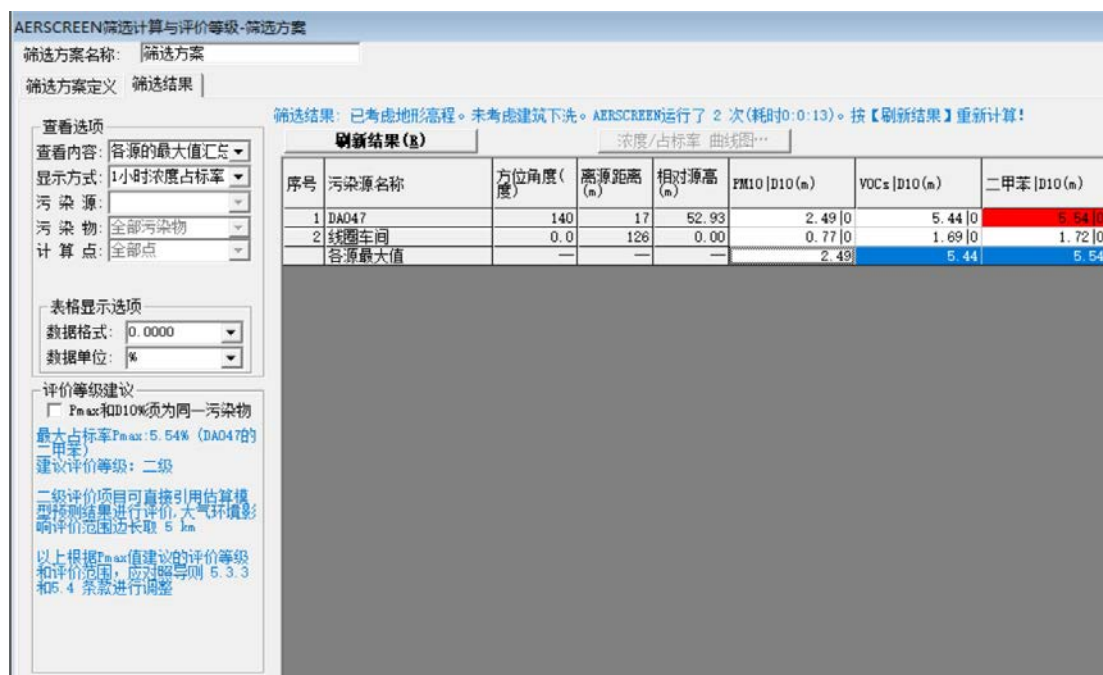 AERSCREEN筛选计算与评价等级-筛选方案
筛选方案名称: 筛选方案
筛选方案定义 筛选结果
筛选结果: 已考虑地形高程。未考虑建筑下洗。AERSCREEN运行了 2 次(耗时0:0:13)。按【刷新结果】重新计算!
查看选项
查看内容: 各源的最大值汇总
显示方式: 1小时浓度占标率
污 染 源:
污 染 物: 全部污染物
计 算 点: 全部点
表格显示选项
数据格式: 0.0000
数据单位: %
评价等级建议
Pmax和D10%须为同一污染物
最大占标率Pmax:5.54% (DA047的
二甲苯)
建议评价等级: 二级
二级评价项目可直接引用估算模
型预测结果进行评价,大气环境影
响评价范围边长取 5 km
以上根据Pmax值建议的评价等级
和评价范围,应对照导则 5.3.3
和5.4 条款进行调整
刷新结果(R) 浓度/占标率 曲线图…
序号 污染源名称 方位角度(度) 离源距离(m) 相对源高(m) PM10|D10(m) VOCs|D10(m) 二甲苯|D10(m)
1 DA047 140 17 52.93 2.49|0 5.44|0 5.54|0
2 线圈车间 0.0 126 0.00 0.77|0 1.69|0 1.72|0
各源最大值 — — — 2.49 5.44 5.54